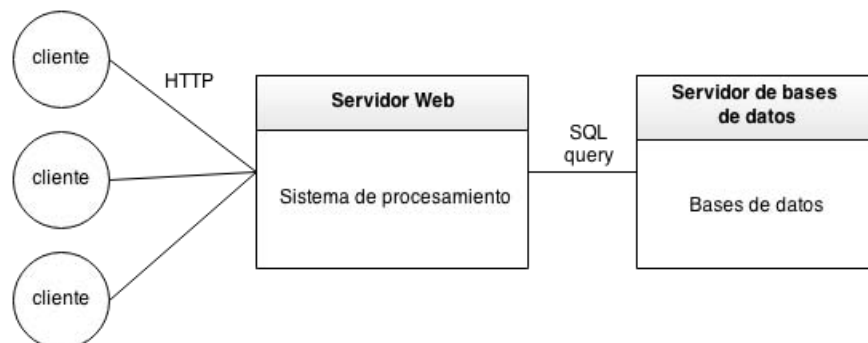 cliente
HTTP
cliente
cliente
Servidor Web
Sistema de procesamiento
SQL
query
Servidor de bases
de datos
Bases de datos